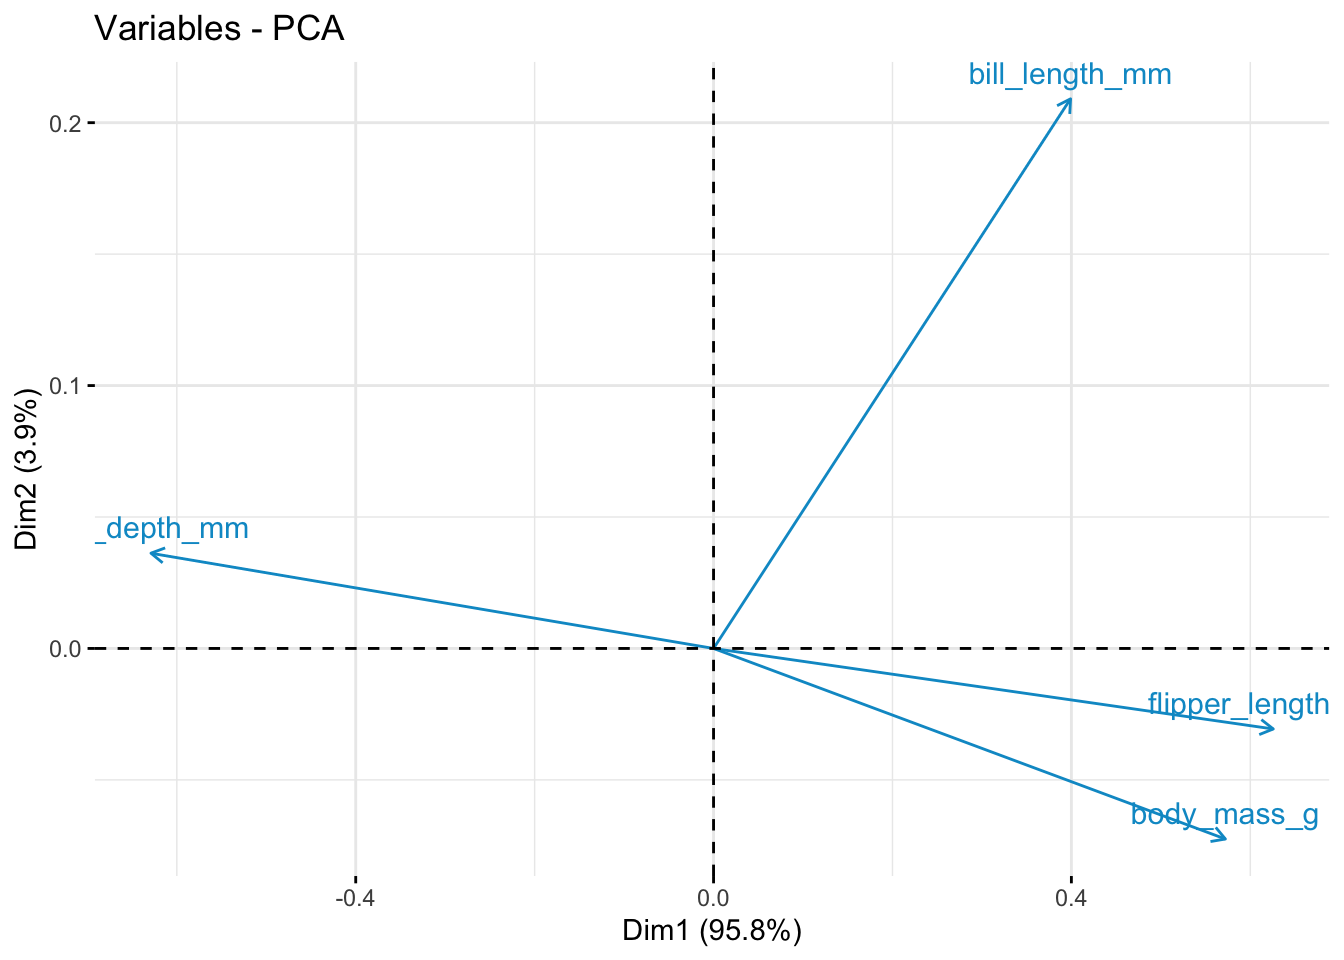 Variables - PCA
bill_length_mm
0.2
0.1
Dim2 (3.9%)
_depth_mm
0.0
flipper_length
body_mass_g
-0.4
0.0
0.4
Dim1 (95.8%)